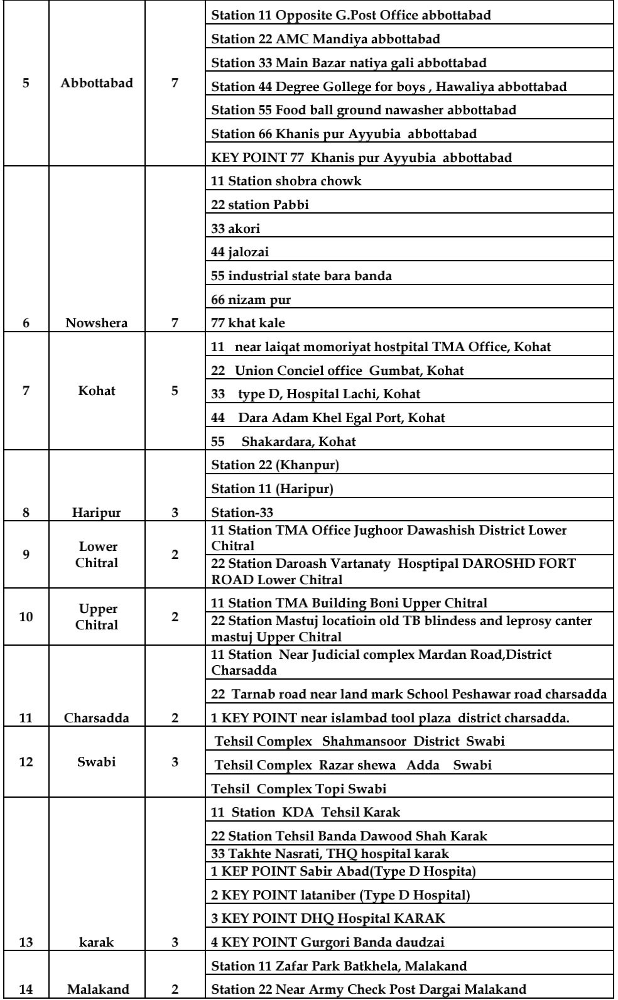 5 Abbottabad 7
Station 11 Opposite G.Post Office abbottabad
Station 22 AMC Mandiya abbottabad
Station 33 Main Bazar natiya gali abbottabad
Station 44 Degree Gollege for boys , Hawaliya abbottabad
Station 55 Food ball ground nawasher abbottabad
Station 66 Khanis pur Ayyubia abbottabad
KEY POINT 77 Khanis pur Ayyubia abbottabad
6 Nowshera 7
11 Station shobra chowk
22 station Pabbi
33 akori
44 jalozai
55 industrial state bara banda
66 nizam pur
77 khat kale
7 Kohat 5
11 near laiqat momoriyat hostpital TMA Office, Kohat
22 Union Conciel office Gumbat, Kohat
33 type D, Hospital Lachi, Kohat
44 Dara Adam Khel Egal Port, Kohat
55 Shakardara, Kohat
8 Haripur 3
Station 22 (Khanpur)
Station 11 (Haripur)
Station-33
9 Lower Chitral 2
11 Station TMA Office Jughoor Dawashish District Lower
Chitral
22 Station Daroash Vartanaty Hosptipal DAROSHD FORT
ROAD Lower Chitral
10 Upper Chitral 2
11 Station TMA Building Boni Upper Chitral
22 Station Mastuj locatioin old TB blindess and leprosy canter
mastuj Upper Chitral
11 Charsadda 2
11 Station Near Judicial complex Mardan Road,District
Charsadda
22 Tarnab road near land mark School Peshawar road charsadda
1 KEY POINT near islambad tool plaza district charsadda.
12 Swabi 3
Tehsil Complex Shahmansoor District Swabi
Tehsil Complex Razar shewa Adda Swabi
Tehsil Complex Topi Swabi
13 karak 3
11 Station KDA Tehsil Karak
22 Station Tehsil Banda Dawood Shah Karak
33 Takhte Nasrati, THQ hospital karak
1 KEP POINT Sabir Abad(Type D Hospita)
2 KEY POINT lataniber (Type D Hospital)
3 KEY POINT DHQ Hospital KARAK
4 KEY POINT Gurgori Banda daudzai
14 Malakand 2
Station 11 Zafar Park Batkhela, Malakand
Station 22 Near Army Check Post Dargai Malakand